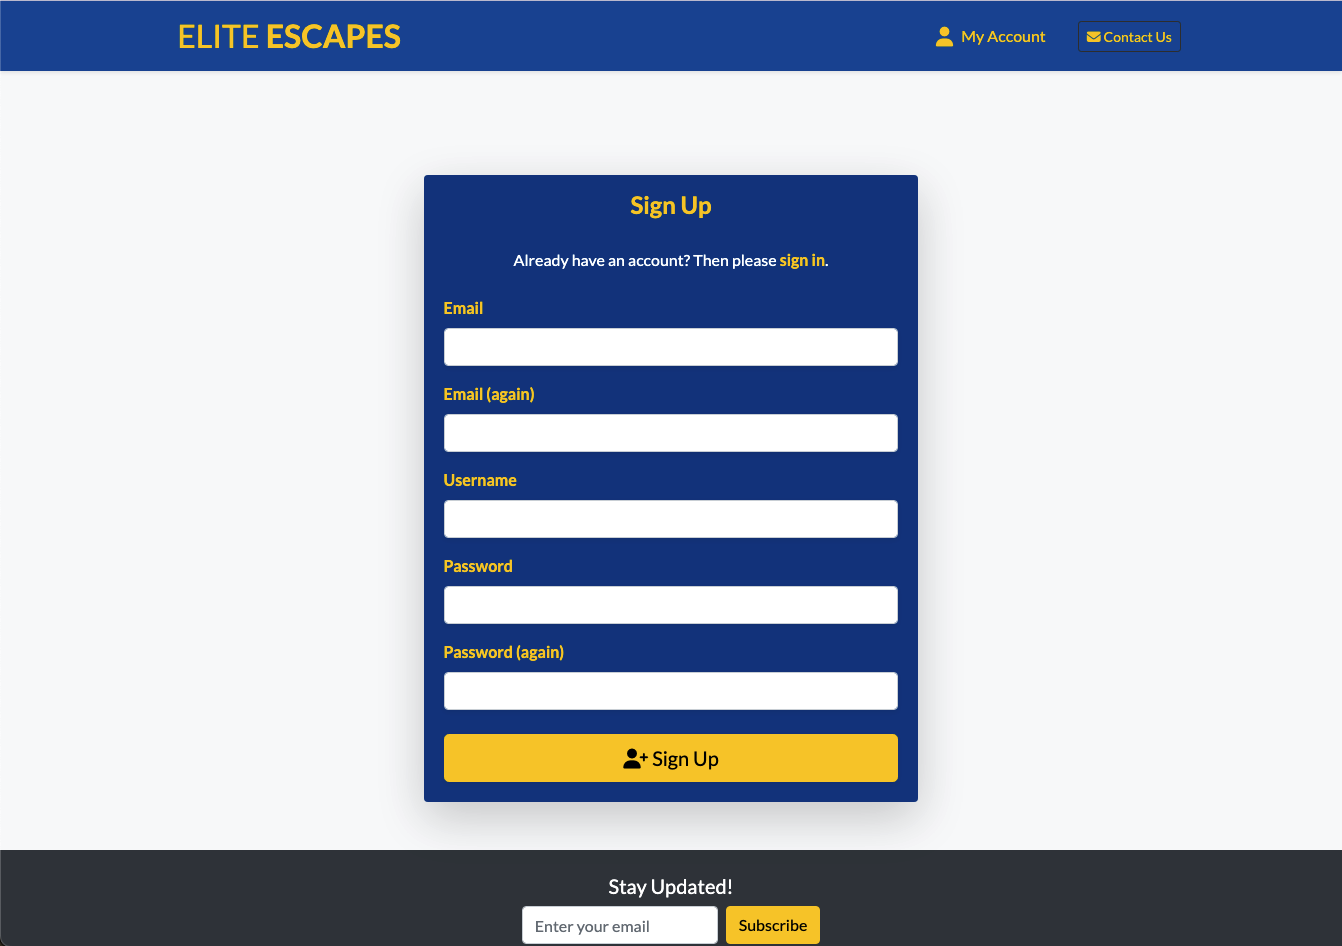 ELITE ESCAPES
My Account
Contact Us
Sign Up
Already have an account? Then please sign in.
Email
Email (again)
Username
Password
Password (again)
Sign Up
Stay Updated!
Enter your email
Subscribe